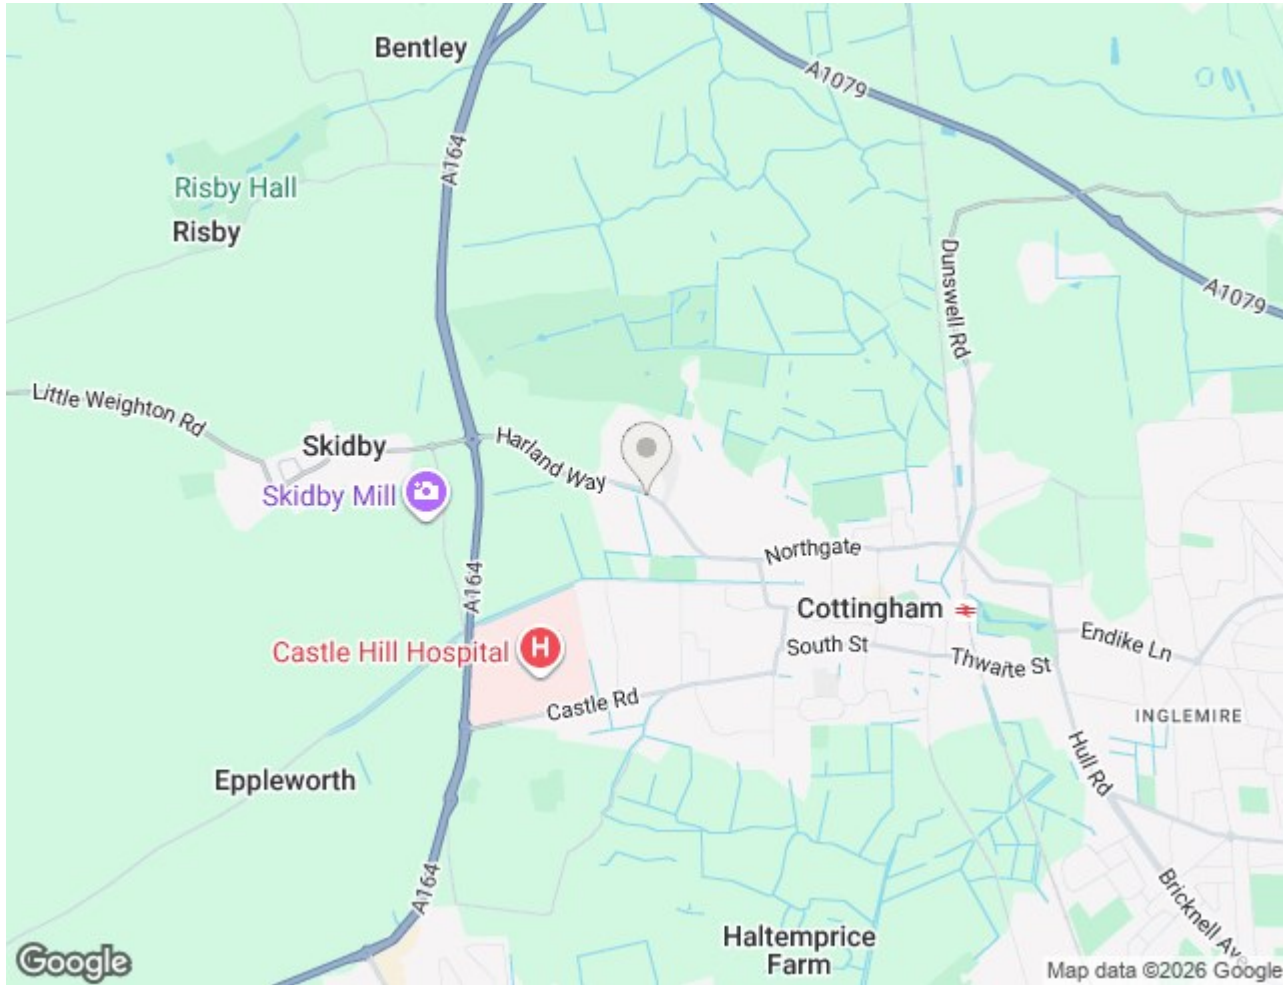 Bentley
A1079
A164
Risby Hall
Risby
Dunswell Rd
A1079
Little Weighton Rd
Skidby
Harland Way
Skidby Mill
Northgate
A164
Cottingham
Endike Ln
South St
Castle Hill Hospital
H
Thwaite St
Castle Rd
INGLEMIRE
Hull Rd
Eppleworth
A164
Bricknell Ave
Haltemprice
Farm
Google
Map data ©2026 Google